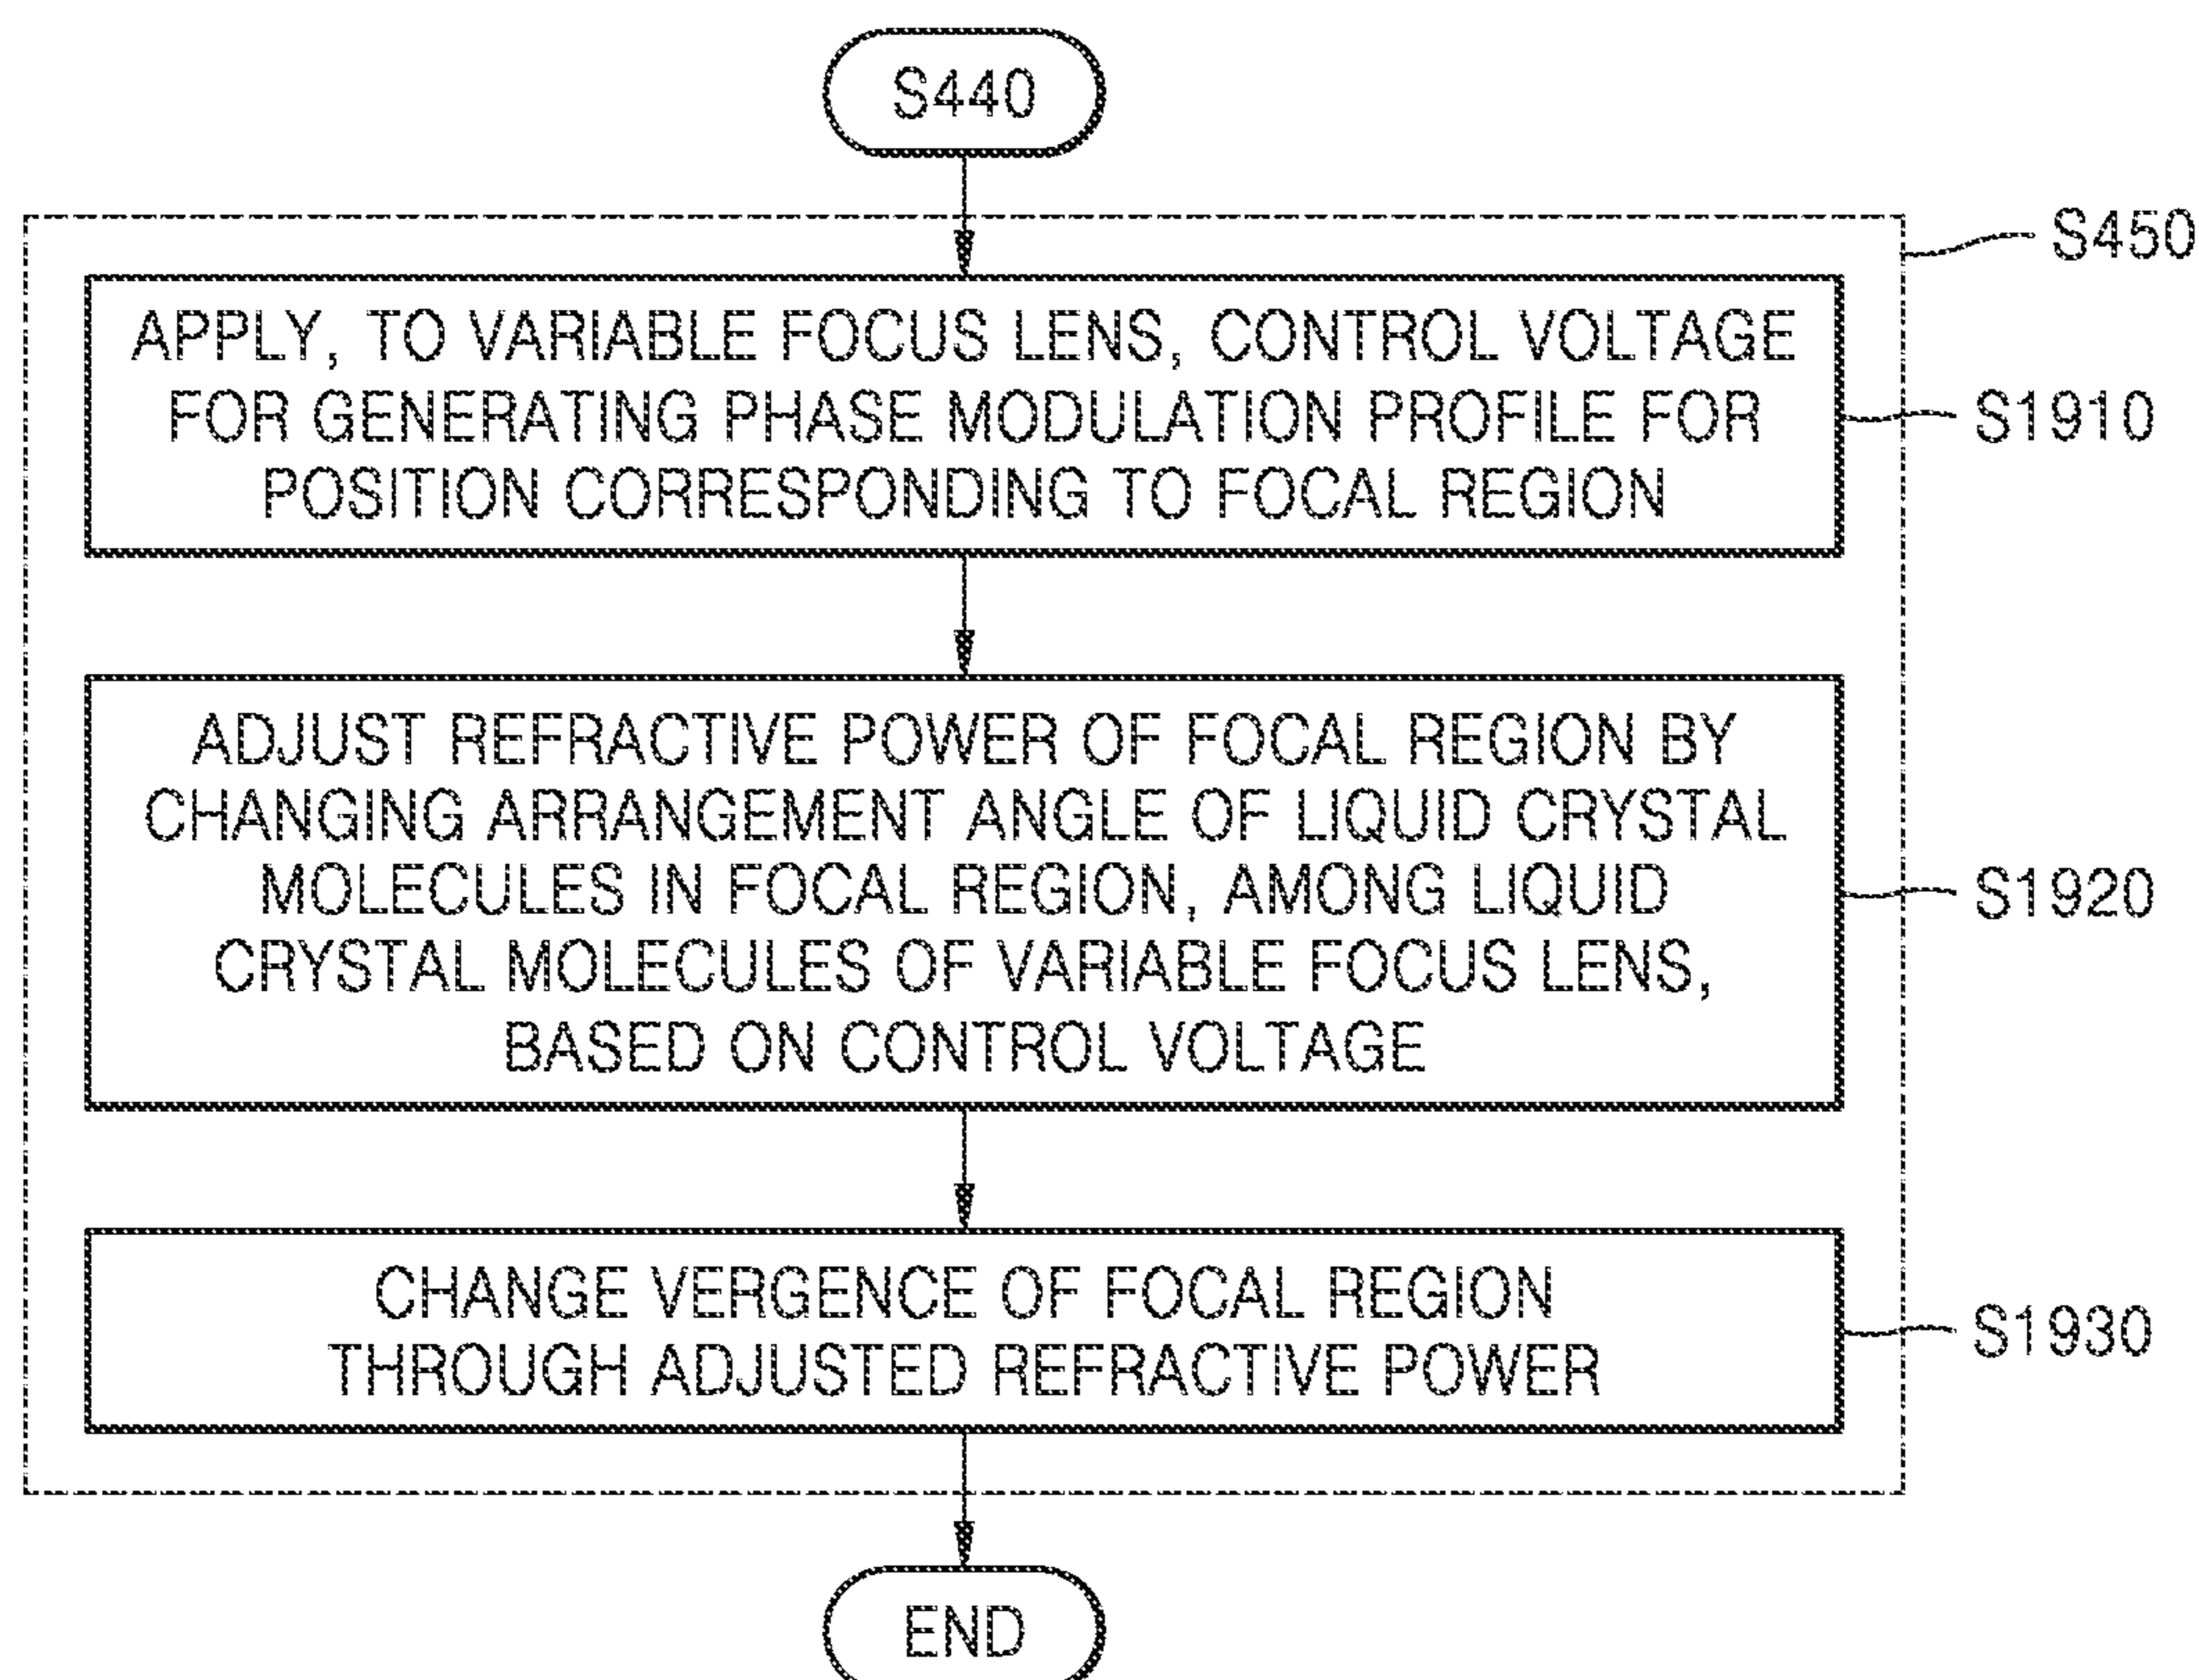 S440
S450
APPLY, TO VARIABLE FOCUS LENS, CONTROL VOLTAGE
FOR GENERATING PHASE MODULATION PROFILE FOR
POSITION CORRESPONDING TO FOCAL REGION
S1910
ADJUST REFRACTIVE POWER OF FOCAL REGION BY
CHANGING ARRANGEMENT ANGLE OF LIQUID CRYSTAL
MOLECULES IN FOCAL REGION, AMONG LIQUID
CRYSTAL MOLECULES OF VARIABLE FOCUS LENS,
BASED ON CONTROL VOLTAGE
S1920
CHANGE VERGENCE OF FOCAL REGION
THROUGH ADJUSTED REFRACTIVE POWER
S1930
END